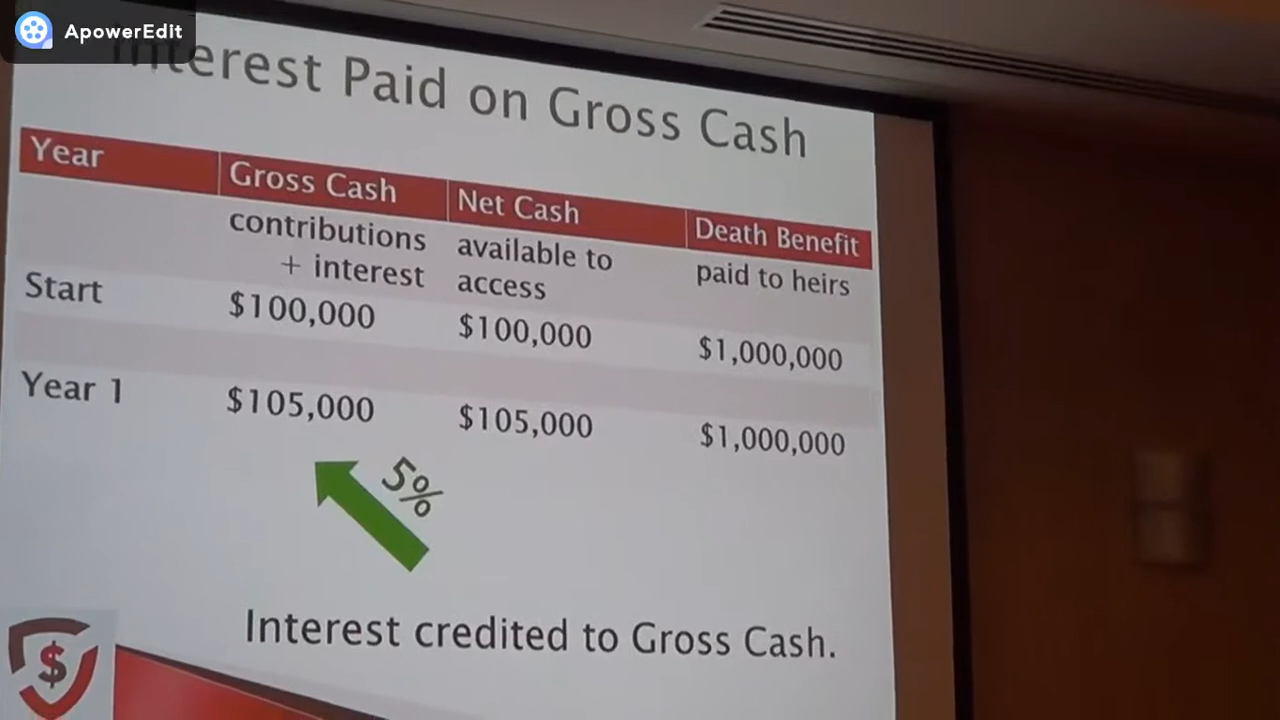 ApowerEdit
Interest Paid on Gross Cash
Year Gross Cash Net Cash Death Benefit
contributions + interest available to access paid to heirs
Start $100,000 $100,000 $1,000,000
Year 1 $105,000 $105,000 $1,000,000
5%
Interest credited to Gross Cash.
$